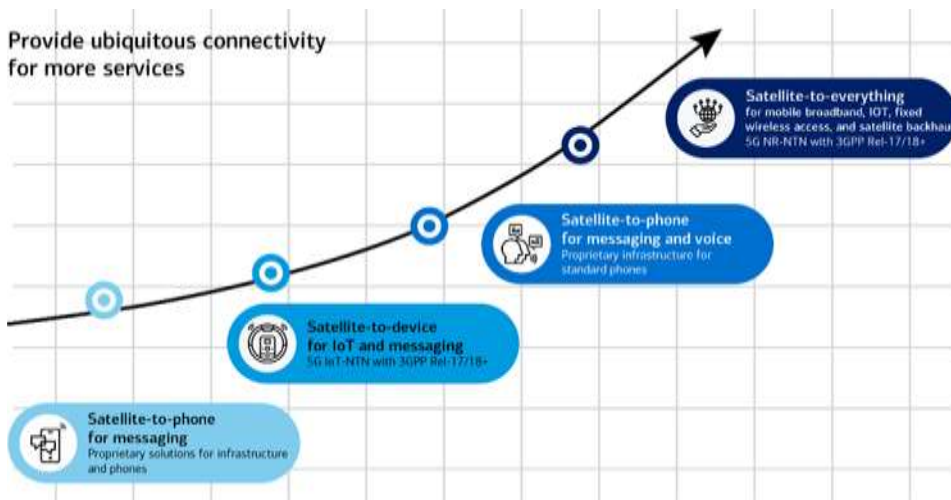 Provide ubiquitous connectivity
for more services
Satellite-to-everything
for mobile broadband, IOT, fixed
wireless access, and satellite backhau
5G NR-NTN with 3GPP Rel-17/18+
Satellite-to-phone
for messaging and voice
Proprietary infrastructure for
standard phones
Satellite-to-device
for IoT and messaging
5G IoT-NTN with 3GPP Rel-17/18+
Satellite-to-phone
for messaging
Proprietary solutions for infrastructure
and phones